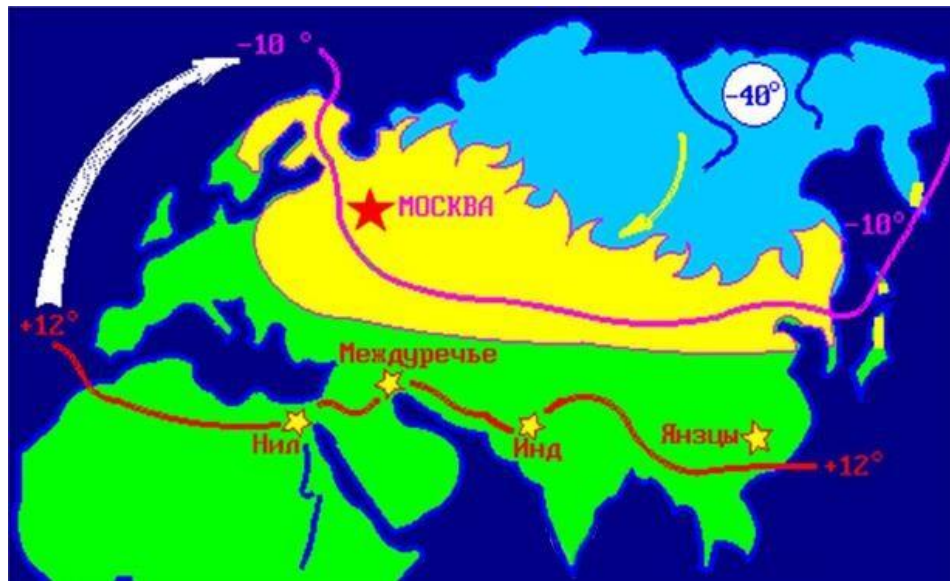 -10 °
-40°
МОСКВА
-10°
+12°
Междуречье
Нил
Инд
Янзцы
+12°